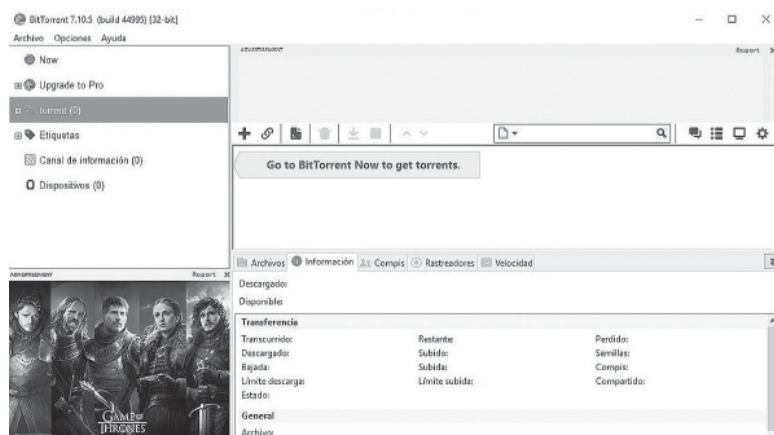 BitTorrent 7.10.5 (build 44995) [32-bit]
Archivo Opciones Ayuda
Now
Upgrade to Pro
torrent (0)
Etiquetas
Canal de información (0)
Dispositivos (0)
ADVERTISEMENT Report
Go to BitTorrent Now to get torrents.
Archivos Información Compis Rastreadores Velocidad
Descargado:
Disponible:
Transferencia
Transcurrido: Restante: Perdido:
Descargado: Subido: Semillas:
Bajada: Subida: Compis:
Límite descarga: Límite subida: Compartido:
Estado:
General
Archivo:
ADVERTISEMENT Report
GAME OF
THRONES